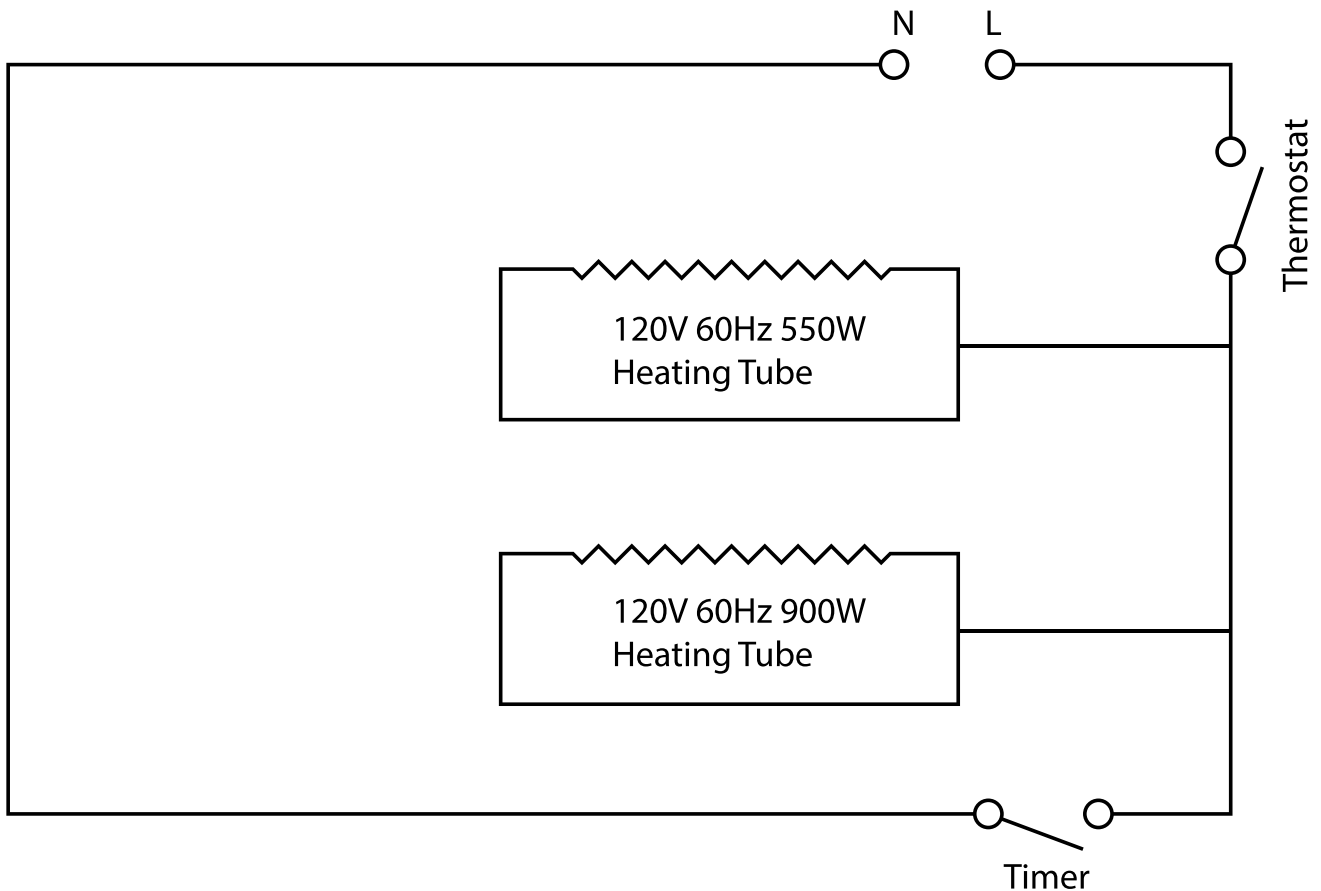 N L
Thermostat
120V 60Hz 550W
Heating Tube
120V 60Hz 900W
Heating Tube
Timer